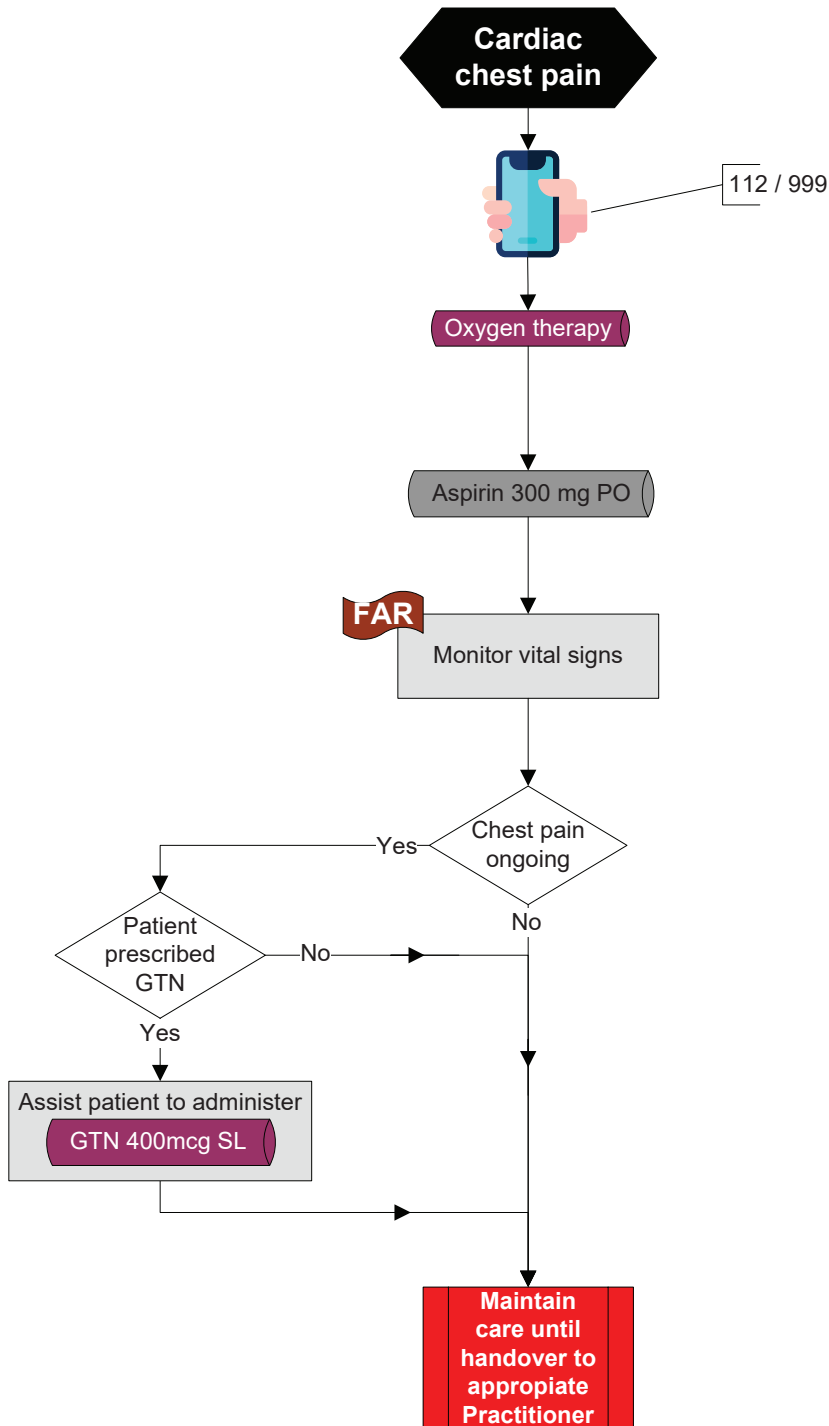 Cardiac
chest pain
112 / 999
Oxygen therapy
Aspirin 300 mg PO
FAR
Monitor vital signs
Chest pain
ongoing
Yes
No
Patient
prescribed
GTN
No
Yes
Assist patient to administer
GTN 400mcg SL
Maintain
care until
handover to
appropiate
Practitioner